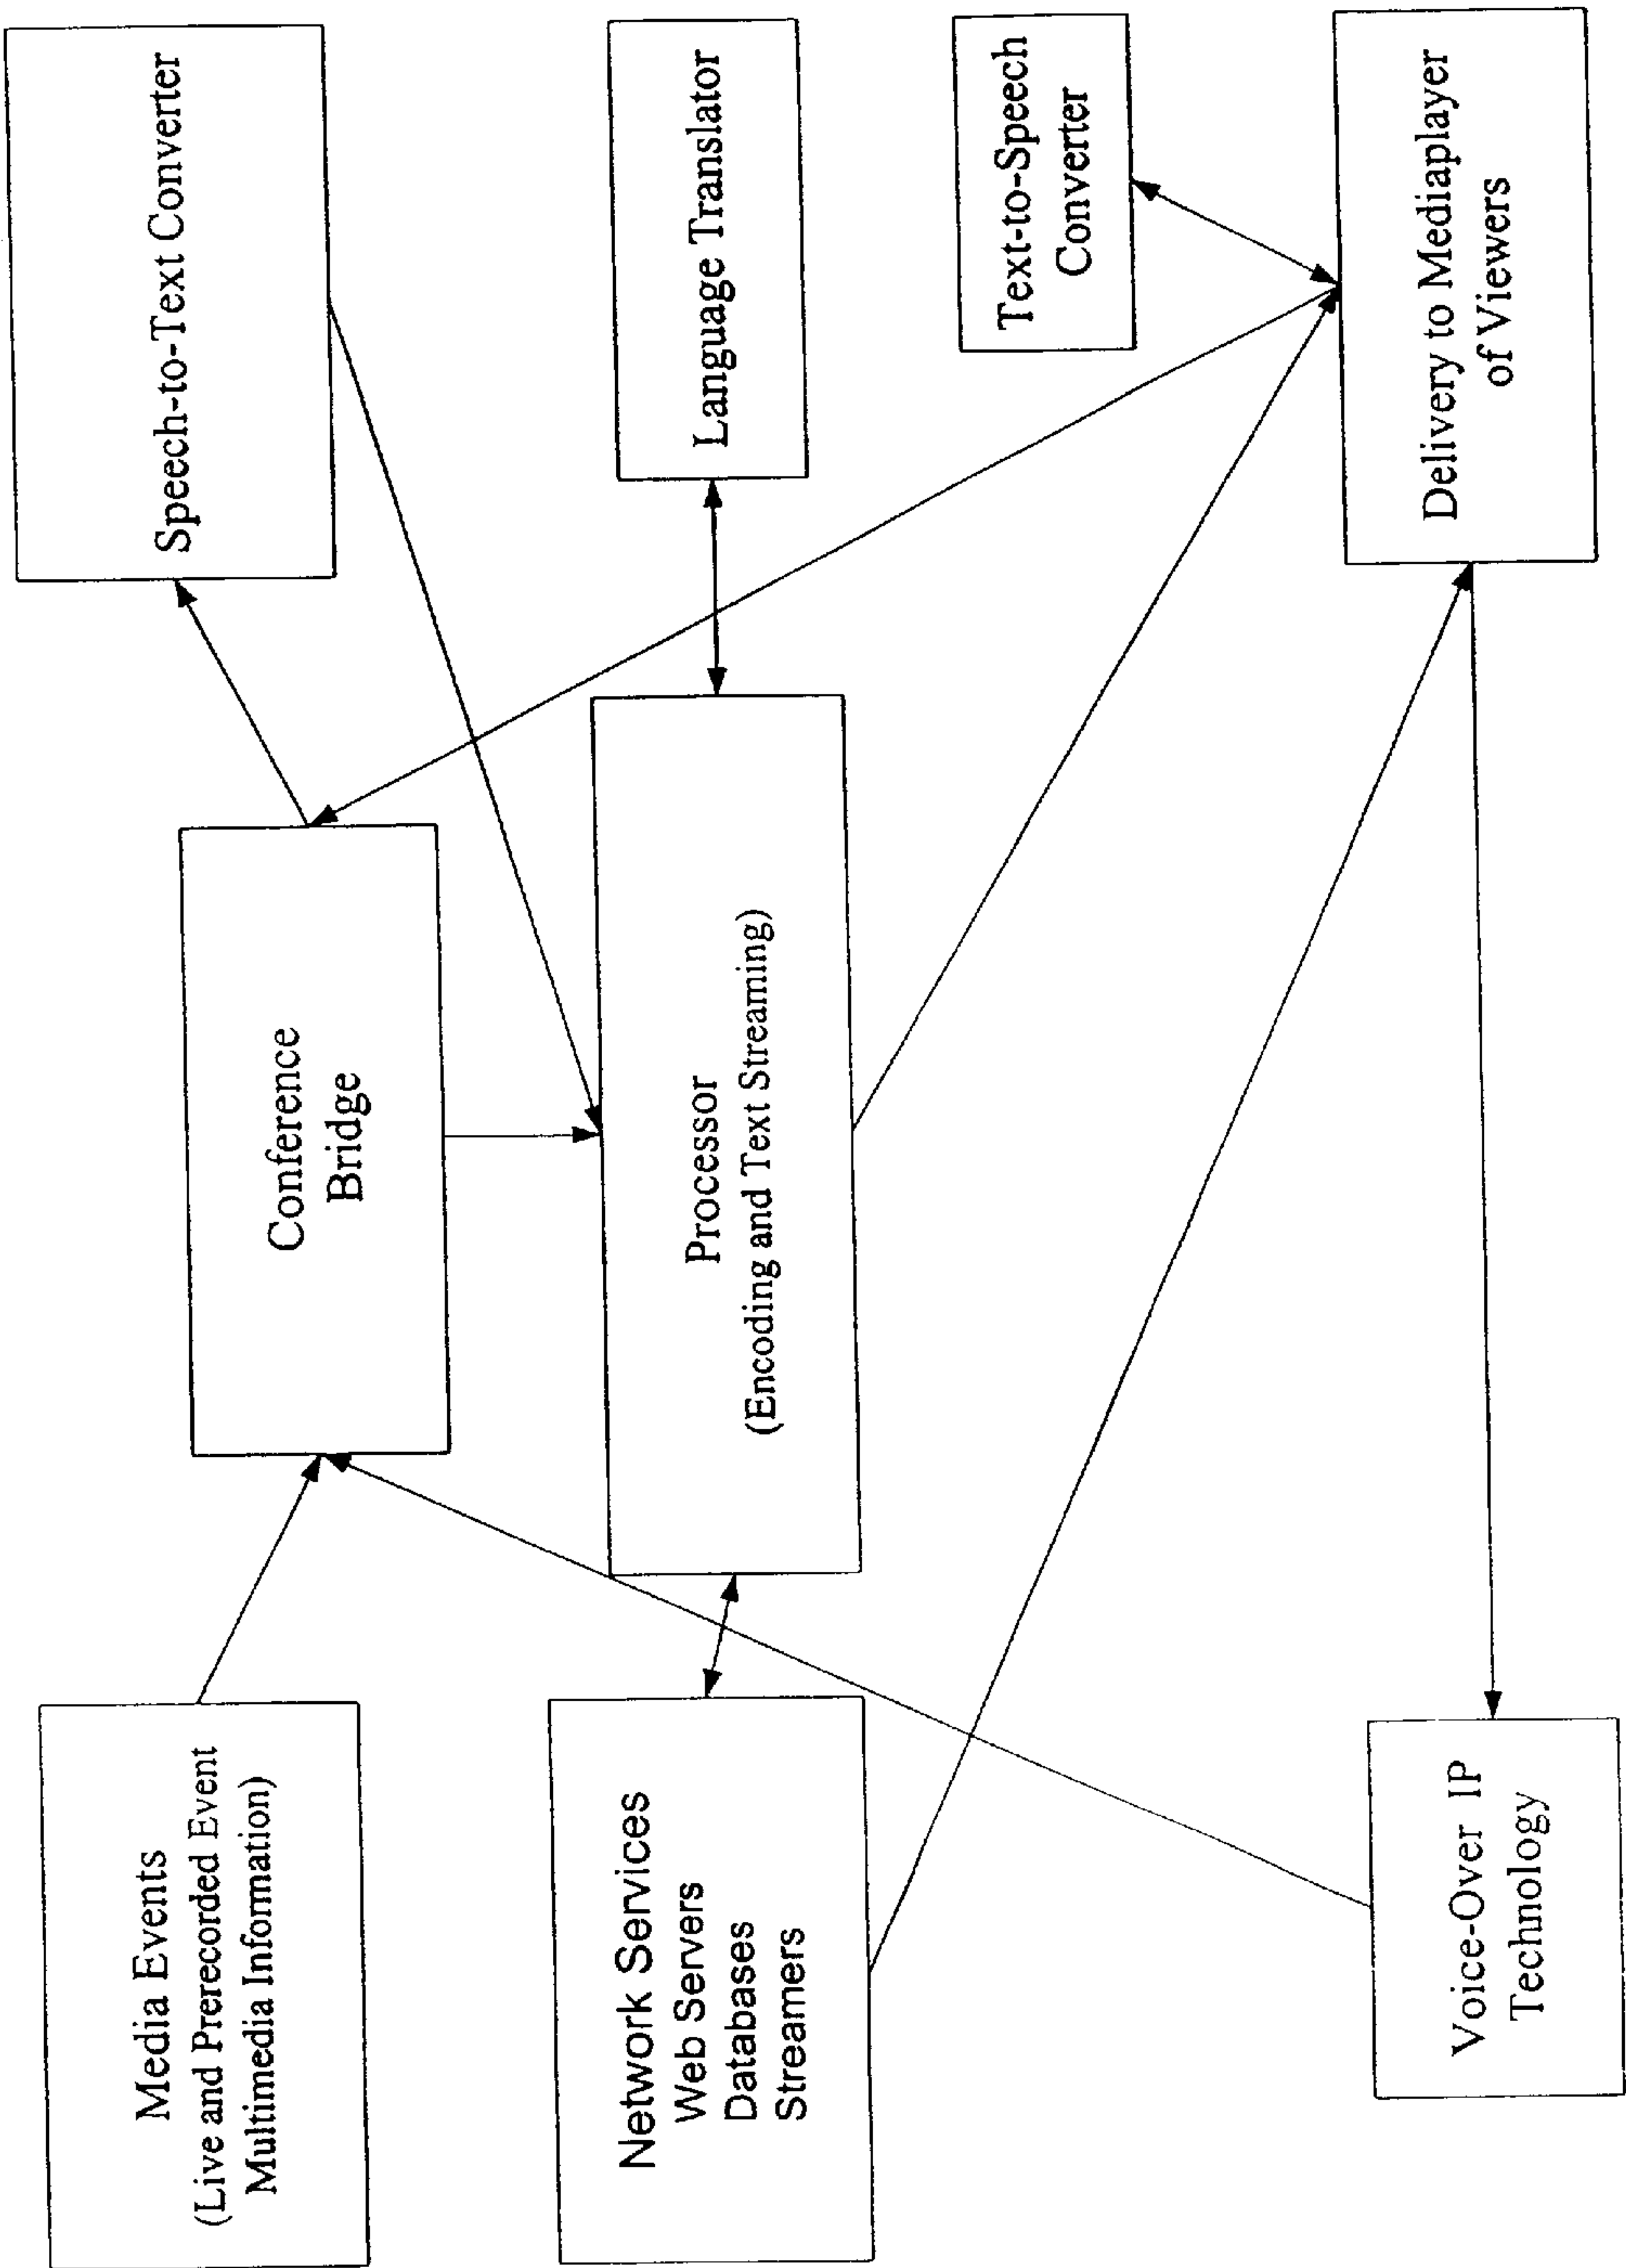 Media Events
(Live and Prerecorded Event
Multimedia Information)
Conference
Bridge
Speech-to-Text Converter
Network Services
Web Servers
Databases
Streamers
Processor
(Encoding and Text Streaming)
Language Translator
Text-to-Speech
Converter
Voice-Over IP
Technology
Delivery to Mediaplayer
of Viewers